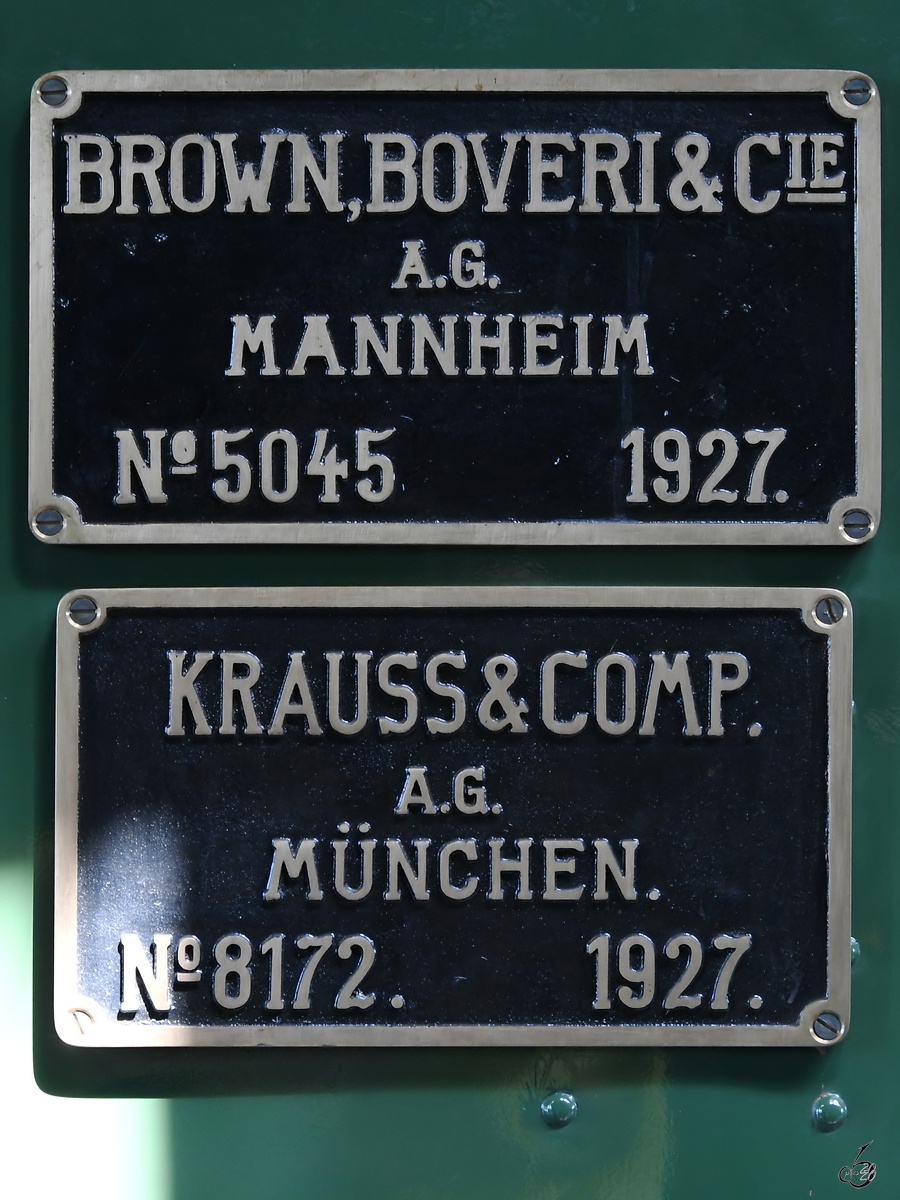 BROWN, BOVERI & CIE
A.G.
MANNHEIM
Nº 5045 1927.
KRAUSS & COMP.
A.G.
MÜNCHEN.
Nº 8172. 1927.